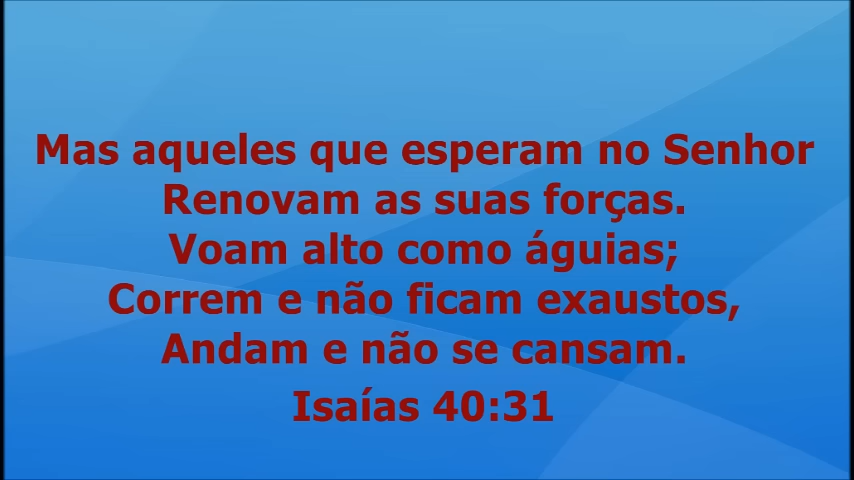 Mas aqueles que esperam no Senhor
Renovam as suas forças.
Voam alto como águias;
Correm e não ficam exaustos,
Andam e não se cansam.
Isaías 40:31